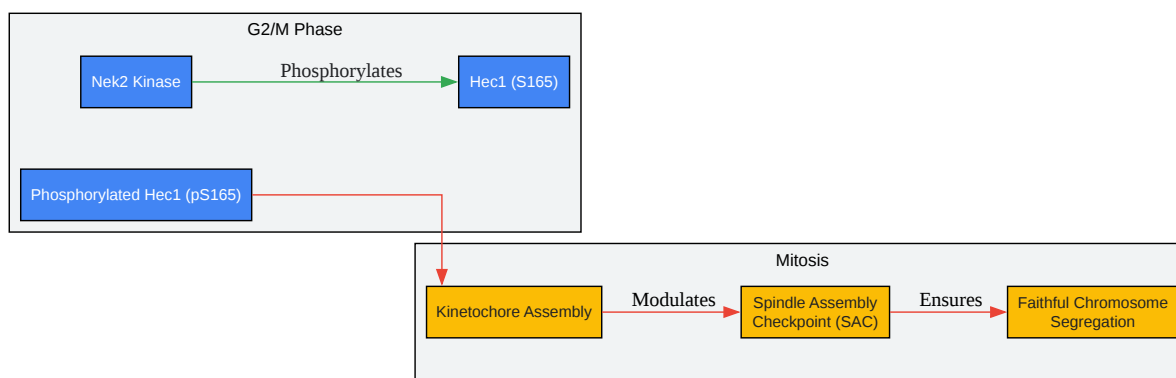 G2/M Phase
Nek2 Kinase
Phosphorylates
Hec1 (S165)
Phosphorylated Hec1 (pS165)
Mitosis
Kinetochore Assembly
Modulates
Spindle Assembly
Checkpoint (SAC)
Ensures
Faithful Chromosome
Segregation